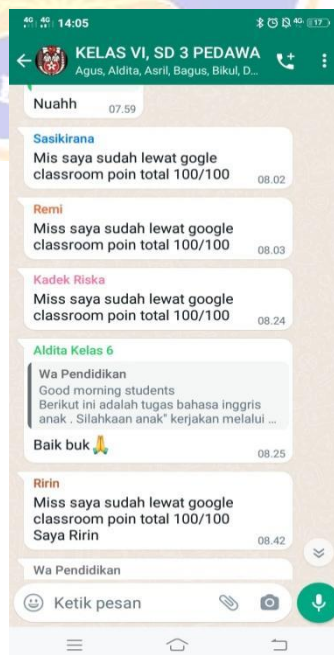 4G 4G 14:05 4G 17
KELAS VI, SD 3 PEDAWA
Agus, Aldita, Asril, Bagus, Bikul, D...
Nuahh 07.59
Sasikirana
Mis saya sudah lewat gogle
classroom poin total 100/100 08.02
Remi
Miss saya sudah lewat google
classroom poin total 100/100 08.03
Kadek Riska
Miss saya sudah lewat google
classroom poin total 100/100 08.24
Aldita Kelas 6
Wa Pendidikan
Good morning students
Berikut ini adalah tugas bahasa inggris
anak . Silahkaan anak" kerjakan melalui ...
Baik buk🙏 08.25
Ririn
Miss saya sudah lewat google
classroom poin total 100/100
Saya Ririn 08.42
Wa Pendidikan
Ketik pesan